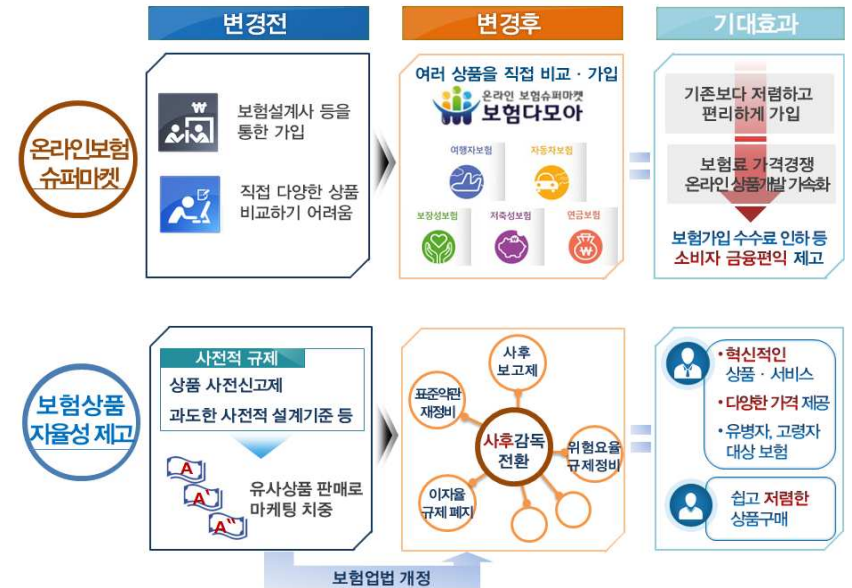 변경전
변경후
기대효과
온라인보험
슈퍼마켓
보험설계사 등을
통한 가입
직접 다양한 상품
비교하기 어려움
여러 상품을 직접 비교 · 가입
온라인 보험슈퍼마켓
보험다모아
여행자보험
자동차보험
보장성보험
저축성보험
연금보험
기존보다 저렴하고
편리하게 가입
보험료 가격경쟁
온라인 상품개발 가속화
보험가입 수수료 인하 등
소비자 금융편익 제고
보험상품
자율성 제고
사전적 규제
상품 사전신고제
과도한 사전적 설계기준 등
A
A'
A"
유사상품 판매로
마케팅 치중
사후
보고제
표준약관
재정비
사후감독
전환
위험요율
규제정비
이자율
규제 폐지
• 혁신적인
상품 · 서비스
• 다양한 가격 제공
• 유병자, 고령자
대상 보험
쉽고 저렴한
상품구매
보험업법 개정